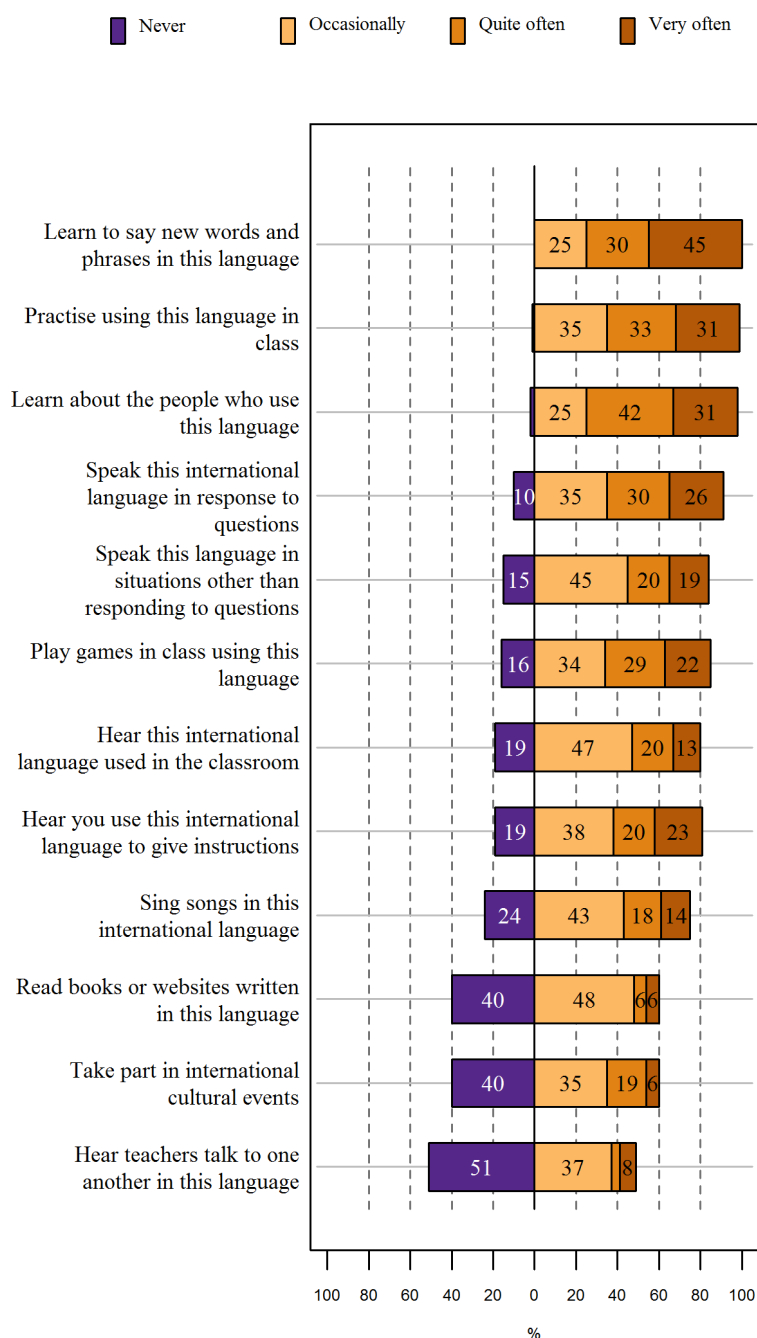 Never Occasionally Quite often Very often
Learn to say new words and
phrases in this language
25 30 45
Practise using this language in
class
35 33 31
Learn about the people who use
this language
25 42 31
Speak this international
language in response to
questions
10 35 30 26
Speak this language in
situations other than
responding to questions
15 45 20 19
Play games in class using this
language
16 34 29 22
Hear this international
language used in the classroom
19 47 20 13
Hear you use this international
language to give instructions
19 38 20 23
Sing songs in this
international language
24 43 18 14
Read books or websites written
in this language
40 48 6 6
Take part in international
cultural events
40 35 19 6
Hear teachers talk to one
another in this language
51 37 8
100 80 60 40 20 0 20 40 60 80 100
%